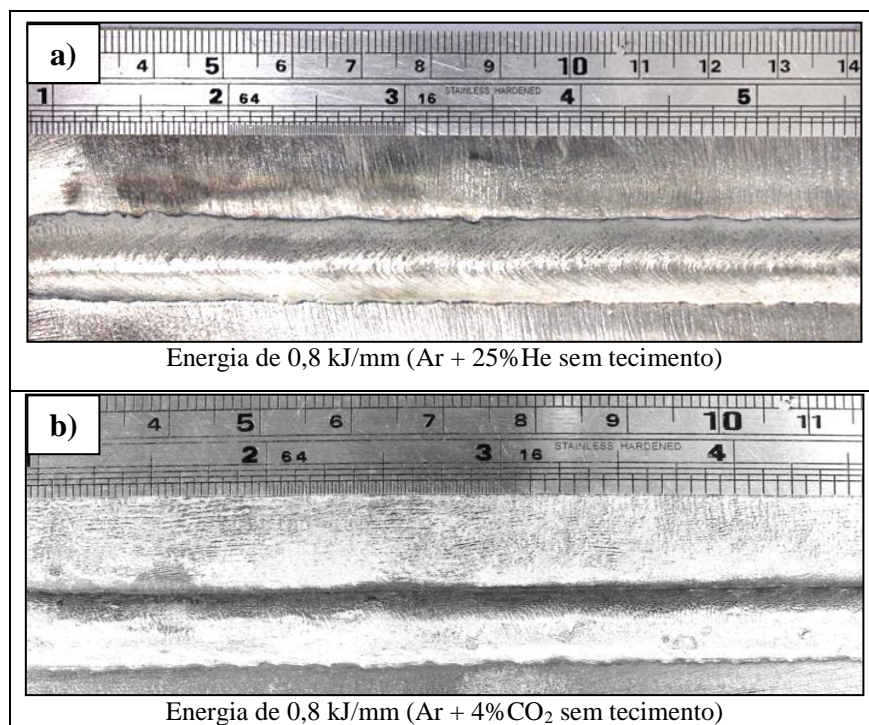 a)
4 5 6 7 8 9 10 11 12 13 14
1 2 64 3 16 STAINLESS HARDENED 4 5
Energia de 0,8 kJ/mm (Ar + 25%He sem tecimento)
b)
4 5 6 7 8 9 10 11
2 64 3 16 STAINLESS HARDENED 4
Energia de 0,8 kJ/mm (Ar + 4%CO₂ sem tecimento)